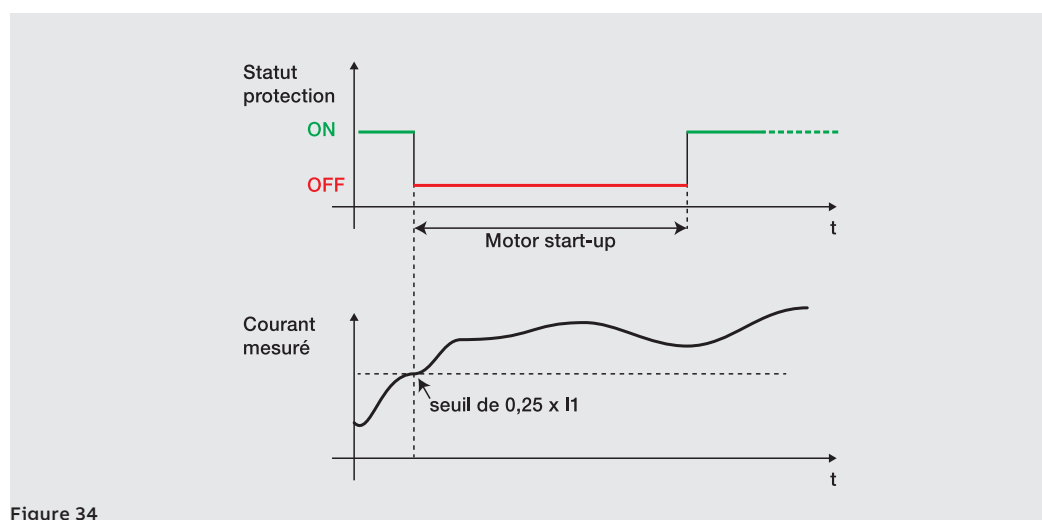 Statut
protection
ON
OFF
t
Motor start-up
Courant
mesuré
seuil de 0,25 x I1
t
Figure 34